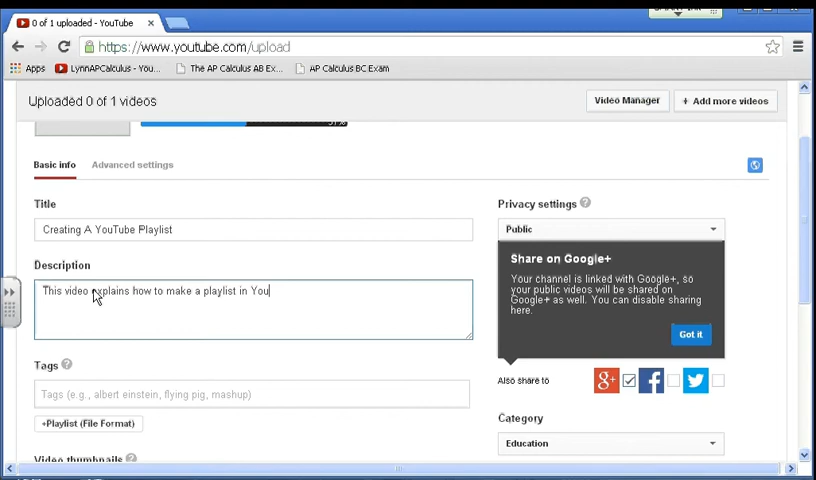 0 of 1 uploaded - YouTube
https://www.youtube.com/upload
Apps
LynnAPCalculus - You...
The AP Calculus AB Ex...
AP Calculus BC Exam
Uploaded 0 of 1 videos
Video Manager
+ Add more videos
Basic info
Advanced settings
Title
Creating A YouTube Playlist
Description
This video explains how to make a playlist in You
Tags ?
Tags (e.g., albert einstein, flying pig, mashup)
+Playlist (File Format)
Video thumbnails ?
Privacy settings ?
Public
Share on Google+
Your channel is linked with Google+, so
your public videos will be shared on
Google+ as well. You can disable sharing
here.
Got it
Also share to
g+
f
Category
Education